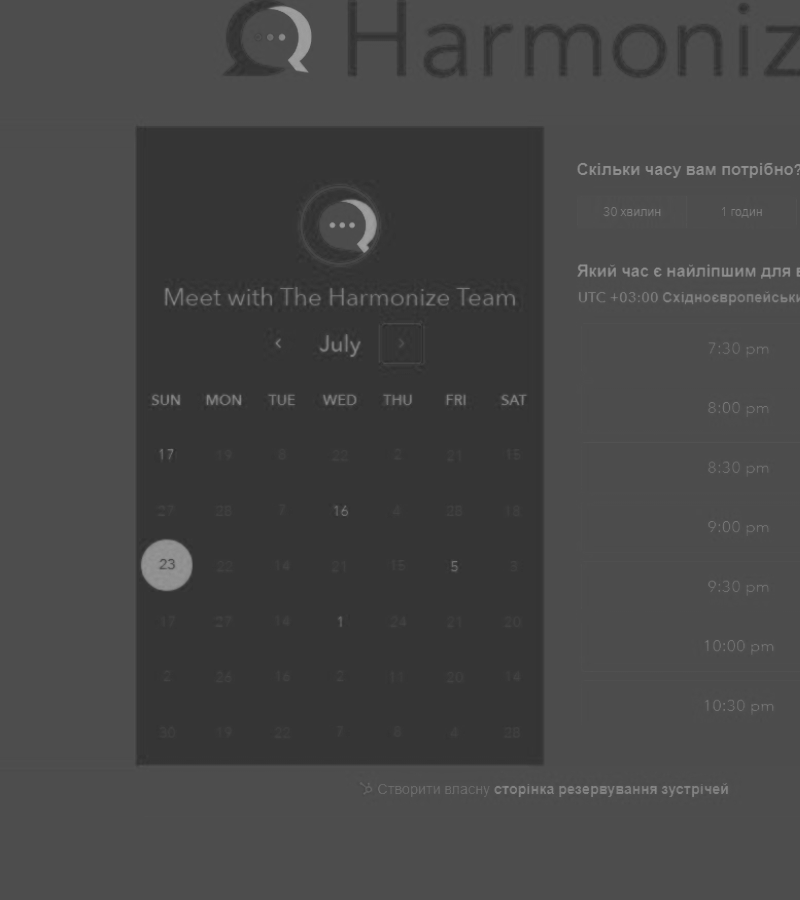 Harmoniz
Meet with The Harmonize Team
July
SUN MON TUE WED THU FRI SAT
17 19 8 22 2 21 15
27 28 7 16 4 28 18
23 22 14 21 15 5 3
17 27 14 1 24 21 20
2 26 16 2 11 20 14
30 19 22 7 8 4 28
Скільки часу вам потрібно?
30 хвилин 1 годин
Який час є найліпшим для
UTC +03:00 Східноєвропейськи
7:30 pm
8:00 pm
8:30 pm
9:00 pm
9:30 pm
10:00 pm
10:30 pm
Створити власну сторінка резервування зустрічей